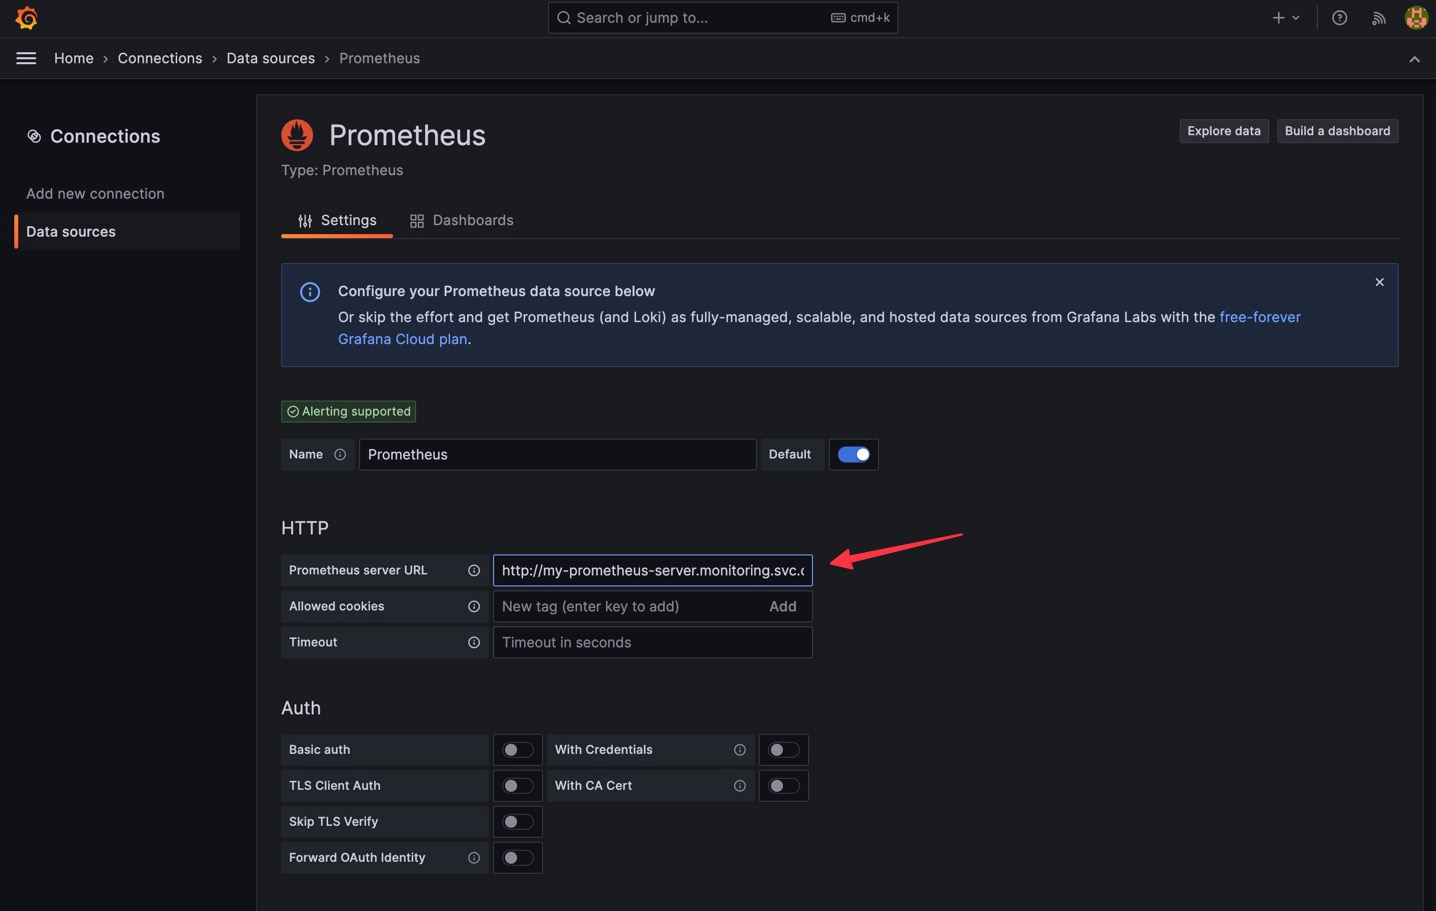 Search or jump to... cmd+k
Home › Connections › Data sources › Prometheus
Connections
Add new connection
Data sources
Prometheus
Type: Prometheus
Explore data
Build a dashboard
Settings
Dashboards
Configure your Prometheus data source below
Or skip the effort and get Prometheus (and Loki) as fully-managed, scalable, and hosted data sources from Grafana Labs with the free-forever
Grafana Cloud plan.
Alerting supported
Name Prometheus Default
HTTP
Prometheus server URL http://my-prometheus-server.monitoring.svc.c
Allowed cookies New tag (enter key to add) Add
Timeout Timeout in seconds
Auth
Basic auth With Credentials
TLS Client Auth With CA Cert
Skip TLS Verify
Forward OAuth Identity